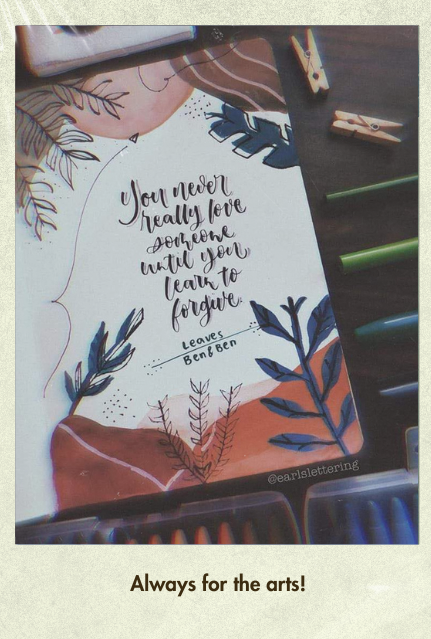 You never
really love
someone
until you
learn to
forgive.
Leaves
Ben&Ben
@earlslettering
Always for the arts!